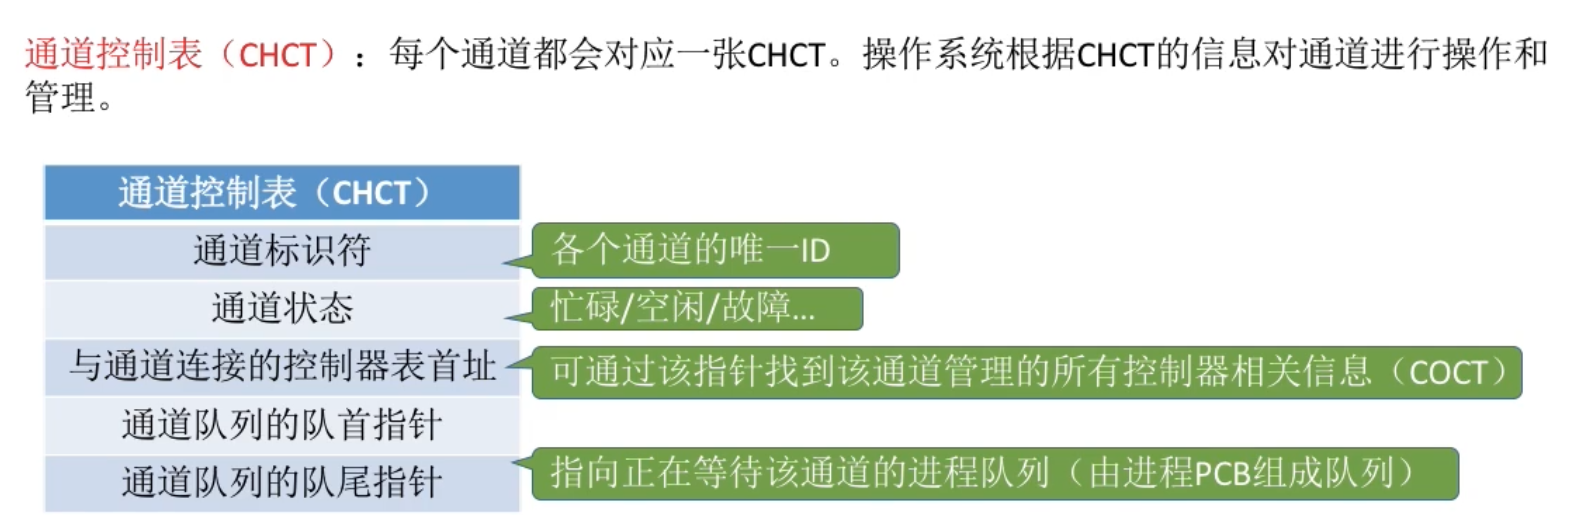 通道控制表（CHCT）：每个通道都会对应一张CHCT。操作系统根据CHCT的信息对通道进行操作和
管理。
通道控制表（CHCT）
通道标识符
各个通道的唯一ID
通道状态
忙碌/空闲/故障...
与通道连接的控制器表首址
可通过该指针找到该通道管理的所有控制器相关信息（COCT）
通道队列的队首指针
通道队列的队尾指针
指向正在等待该通道的进程队列（由进程PCB组成队列）